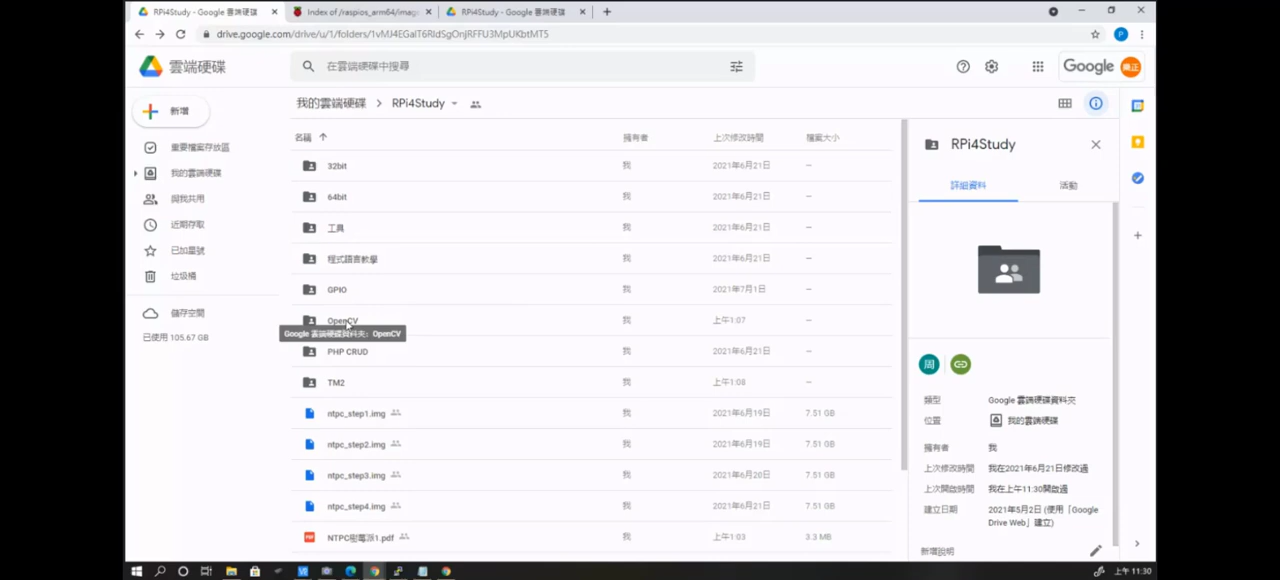 RPi4Study - Google 雲端硬碟
Index of /raspios_arm64/imag
RPi4Study - Google 雲端硬碟
drive.google.com/drive/u/1/folders/1vMJ4EGaIT6RIdSgOnjRFFU3MpUKbtMT5
雲端硬碟
在雲端硬碟中搜尋
Google
新增
我的雲端硬碟 > RPi4Study
重要檔案存放區
我的雲端硬碟
與我共用
近期存取
已加星號
垃圾桶
儲存空間
已使用 105.67 GB
名稱 擁有者 上次修改時間 檔案大小
32bit 我 2021年6月21日 –
64bit 我 2021年6月21日 –
工具 我 2021年6月21日 –
程式語言教學 我 2021年6月21日 –
GPIO 我 2021年7月1日 –
OpenCV 我 上午1:07 –
Google 雲端硬碟資料夾：OpenCV
PHP CRUD 我 2021年6月21日 –
TM2 我 上午1:08 –
ntpc_step1.img 我 2021年6月19日 7.51 GB
ntpc_step2.img 我 2021年6月19日 7.51 GB
ntpc_step3.img 我 2021年6月20日 7.51 GB
ntpc_step4.img 我 2021年6月21日 7.51 GB
NTPC樹莓派1.pdf 我 上午1:03 3.3 MB
RPi4Study
詳細資料 活動
周
類型 Google 雲端硬碟資料夾
位置 我的雲端硬碟
擁有者 我
上次修改時間 我在2021年6月21日修改過
上次開啟時間 我在上午11:30開啟過
建立日期 2021年5月2日 (使用「Google
Drive Web」建立)
新增說明
上午 11:30